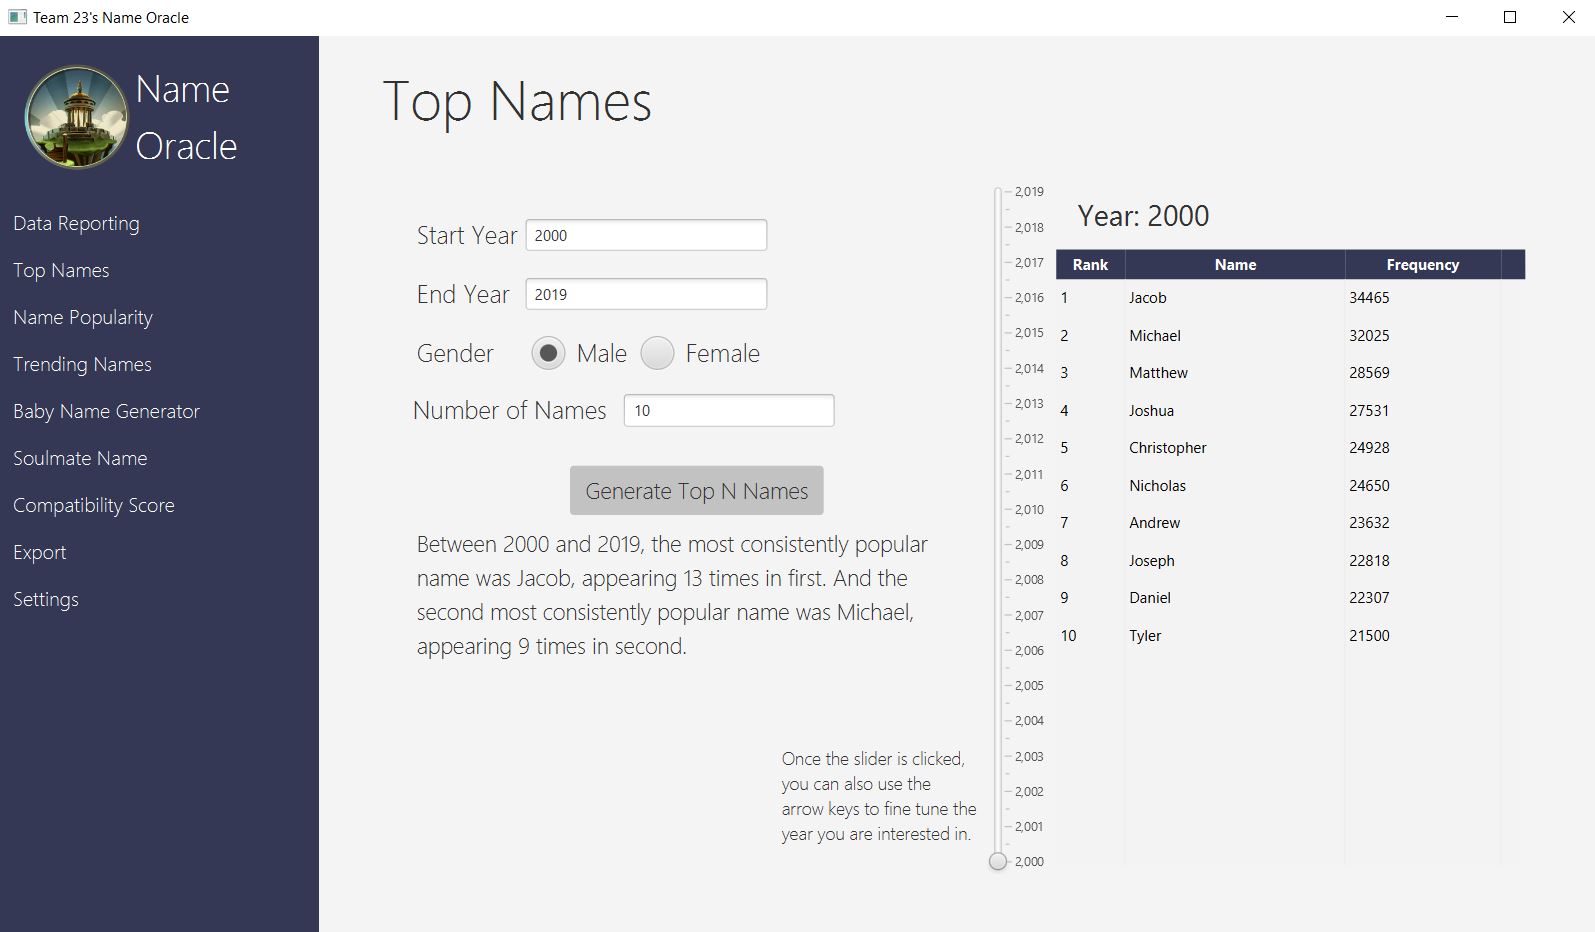 Team 23's Name Oracle
Name
Oracle
Data Reporting
Top Names
Name Popularity
Trending Names
Baby Name Generator
Soulmate Name
Compatibility Score
Export
Settings
Top Names
Start Year 2000
End Year 2019
Gender Male Female
Number of Names 10
Generate Top N Names
Between 2000 and 2019, the most consistently popular
name was Jacob, appearing 13 times in first. And the
second most consistently popular name was Michael,
appearing 9 times in second.
Once the slider is clicked,
you can also use the
arrow keys to fine tune the
year you are interested in.
2,019
2,018
2,017
2,016
2,015
2,014
2,013
2,012
2,011
2,010
2,009
2,008
2,007
2,006
2,005
2,004
2,003
2,002
2,001
2,000
Year: 2000
Rank Name Frequency
1 Jacob 34465
2 Michael 32025
3 Matthew 28569
4 Joshua 27531
5 Christopher 24928
6 Nicholas 24650
7 Andrew 23632
8 Joseph 22818
9 Daniel 22307
10 Tyler 21500